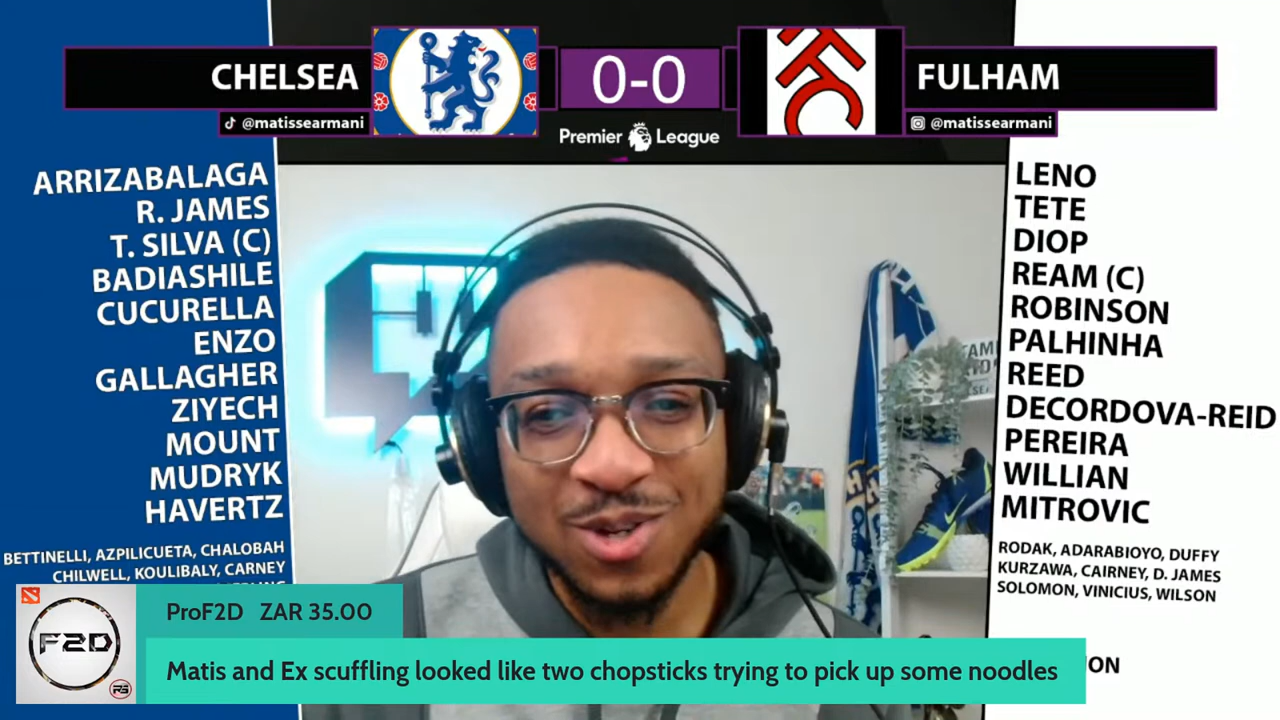 CHELSEA
0-0
FULHAM
@matissearmani
Premier League
@matissearmani
ARRIZABALAGA
R. JAMES
T. SILVA (C)
BADIASHILE
CUCURELLA
ENZO
GALLAGHER
ZIYECH
MOUNT
MUDRYK
HAVERTZ
BETTINELLI, AZPILICUETA, CHALOBAH
CHILWELL, KOULIBALY, CARNEY
LENO
TETE
DIOP
REAM (C)
ROBINSON
PALHINHA
REED
DECORDOVA-REID
PEREIRA
WILLIAN
MITROVIC
RODAK, ADARABIOYO, DUFFY
KURZAWA, CAIRNEY, D. JAMES
SOLOMON, VINICIUS, WILSON
F2D
ProF2D ZAR 35.00
Matis and Ex scuffling looked like two chopsticks trying to pick up some noodles